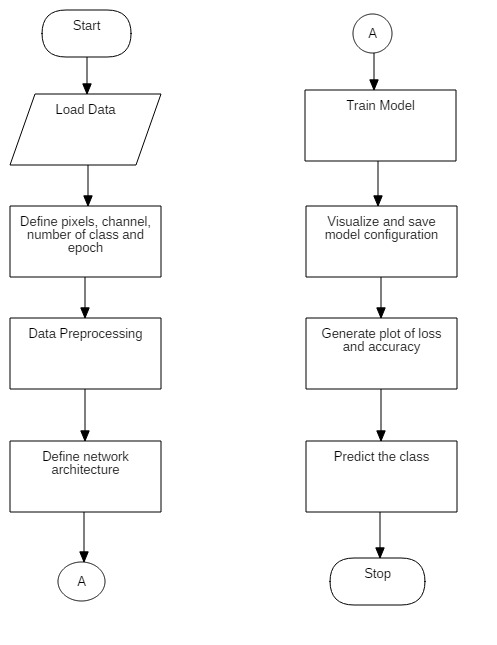 Start
Load Data
Define pixels, channel,
number of class and
epoch
Data Preprocessing
Define network
architecture
A
A
Train Model
Visualize and save
model configuration
Generate plot of loss
and accuracy
Predict the class
Stop